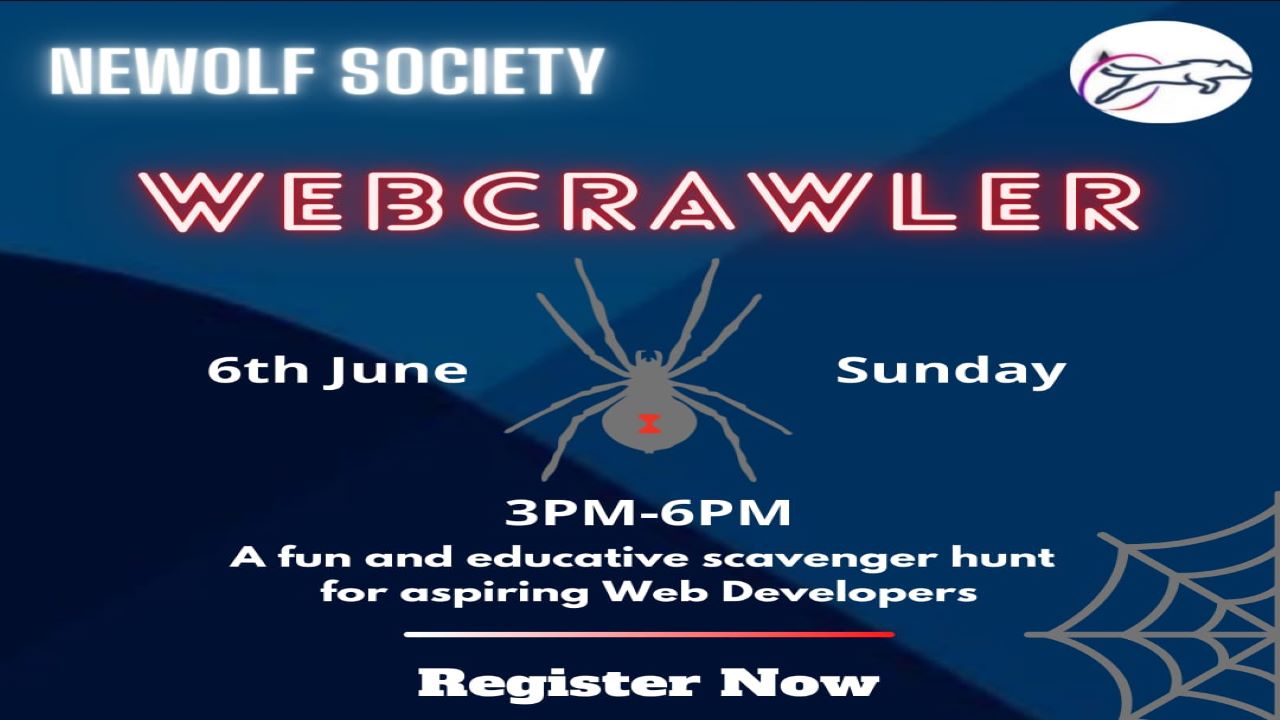 NEWOLF SOCIETY
WEBCRAWLER
6th June
Sunday
3PM-6PM
A fun and educative scavenger hunt
for aspiring Web Developers
Register Now